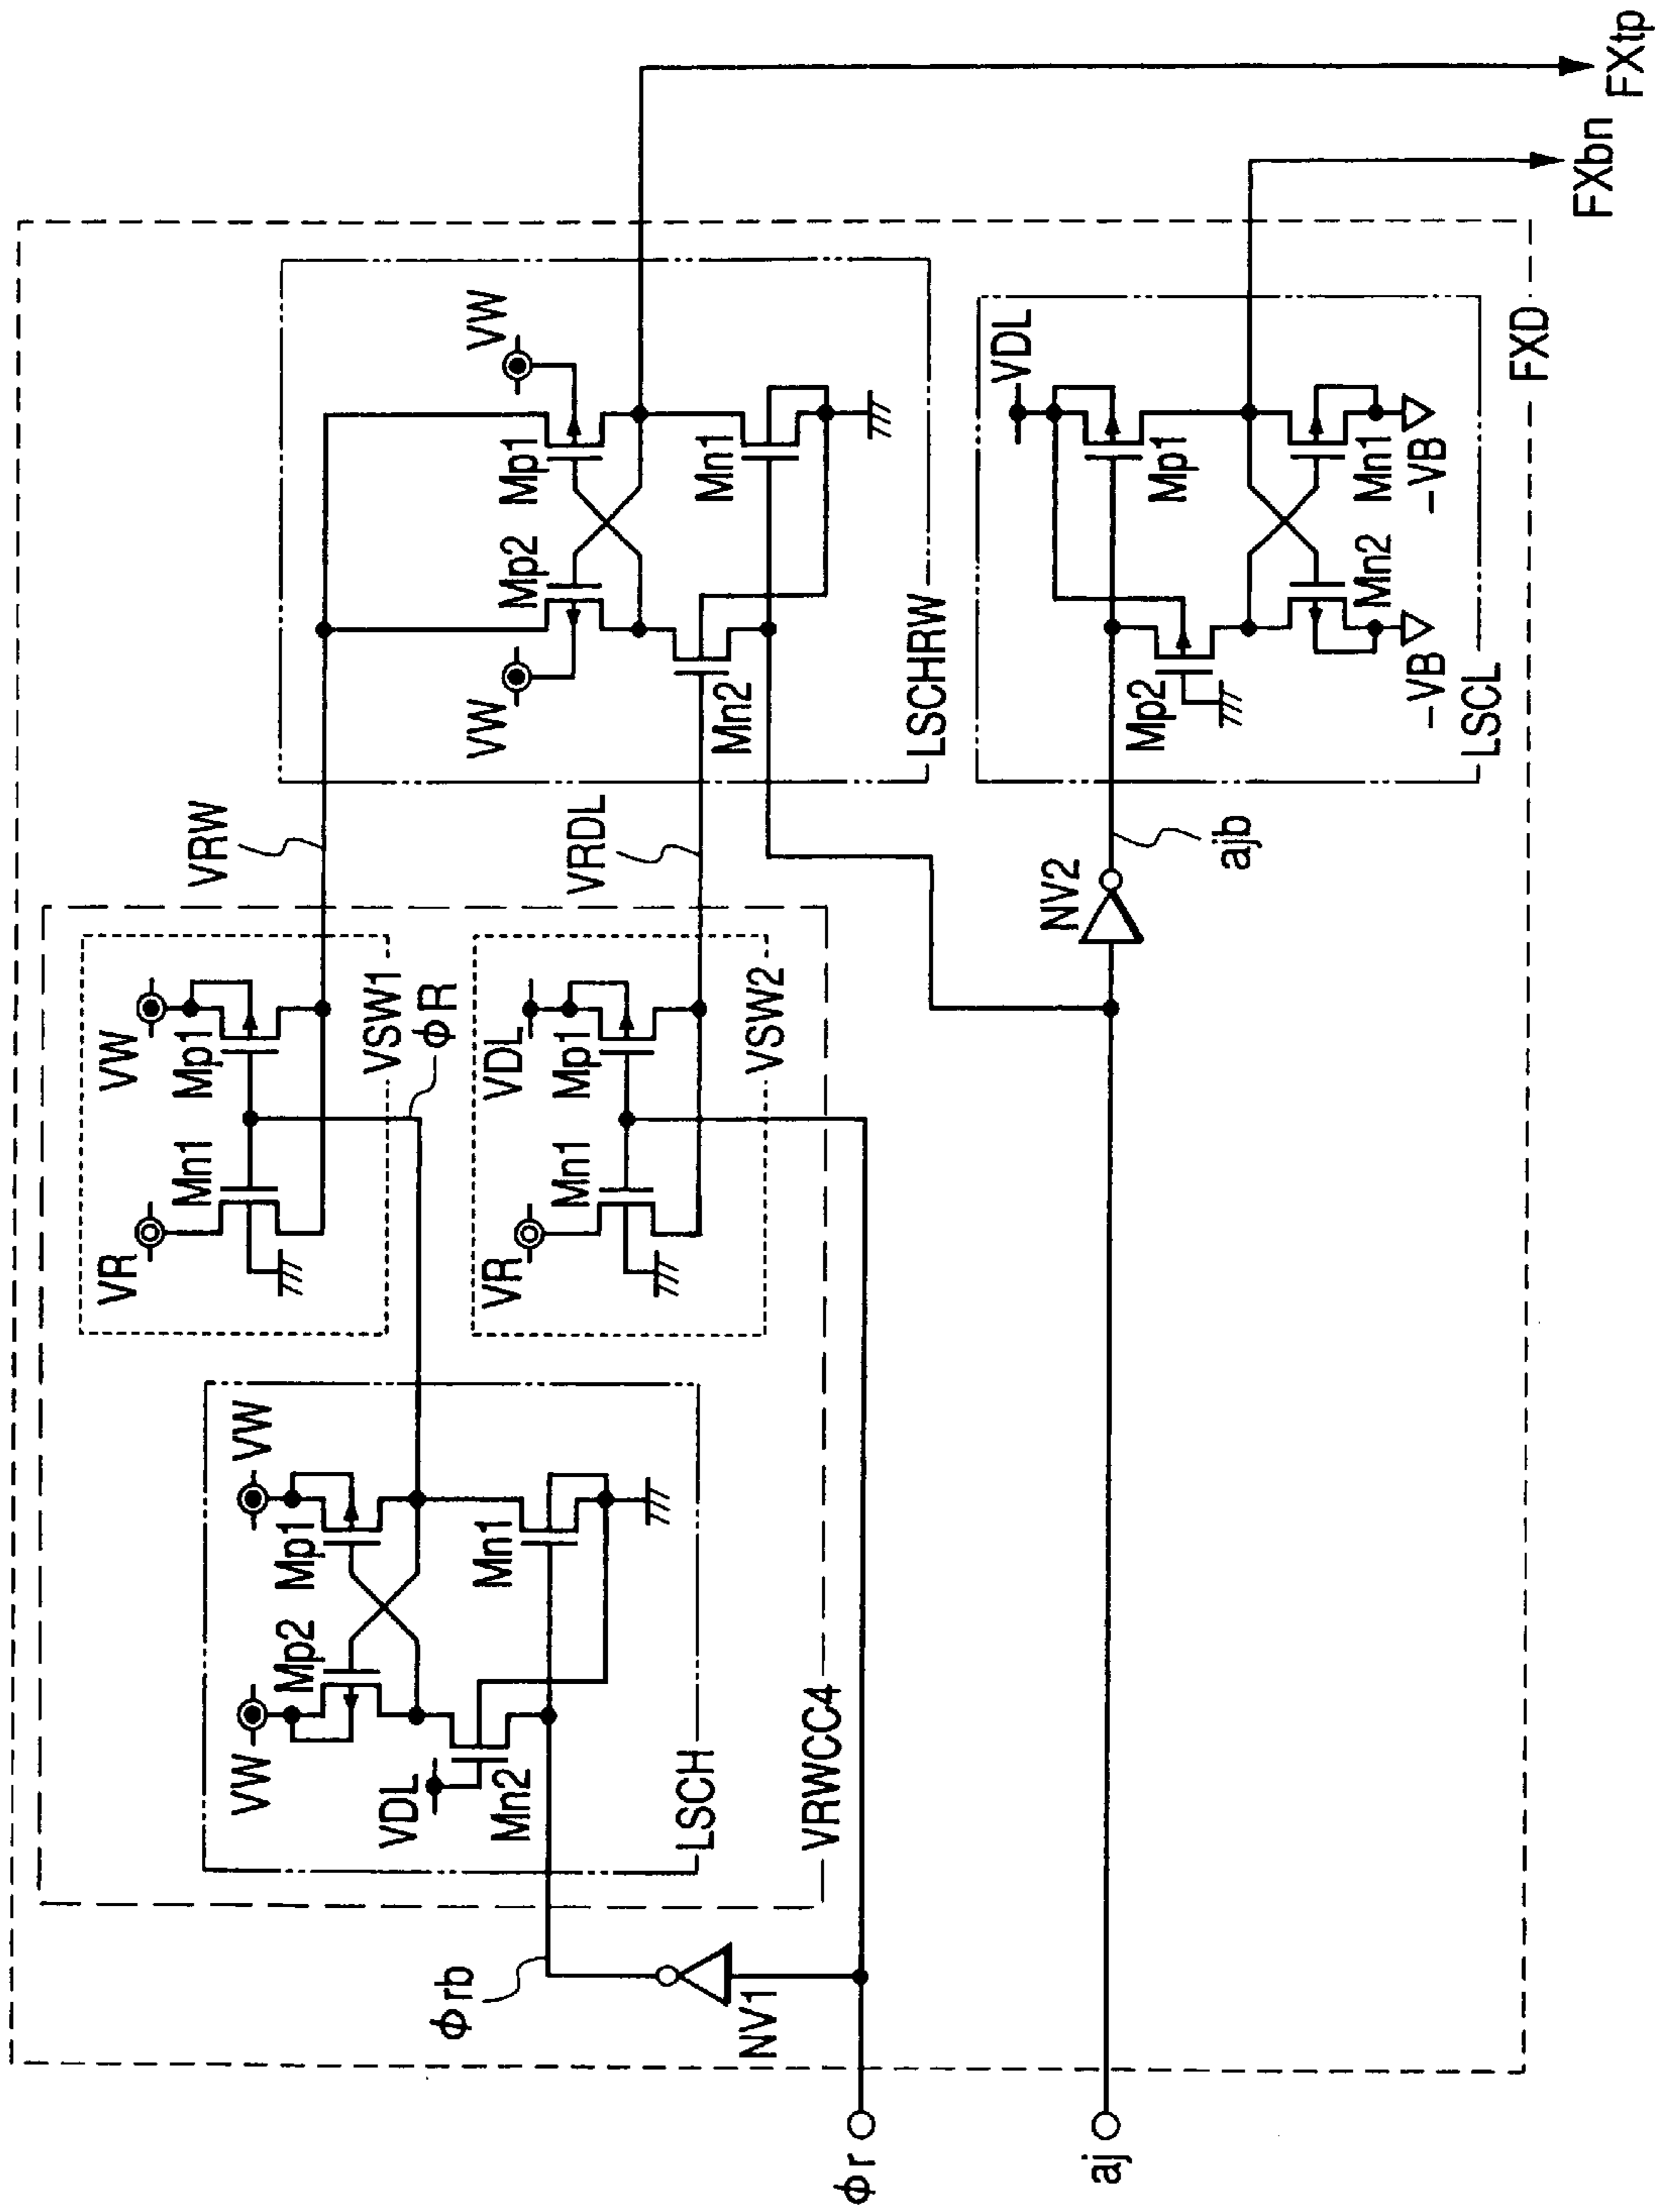 VW
VW
Mp2
Mp1
VDL
Mn2
Mn1
LSCH
VRWCC4
ϕrb
NV1
ϕr
aj
VR
VW
Mn1
Mp1
VSW1
ϕR
VR
VDL
Mn1
Mp1
VSW2
VRW
VRDL
NV2
ajb
VW
VW
Mp2
Mp1
Mn2
Mn1
LSCHRW
VDL
Mp2
Mp1
Mn2
Mn1
-VB
-VB
LSCL
FXD
FXbn
FXtp